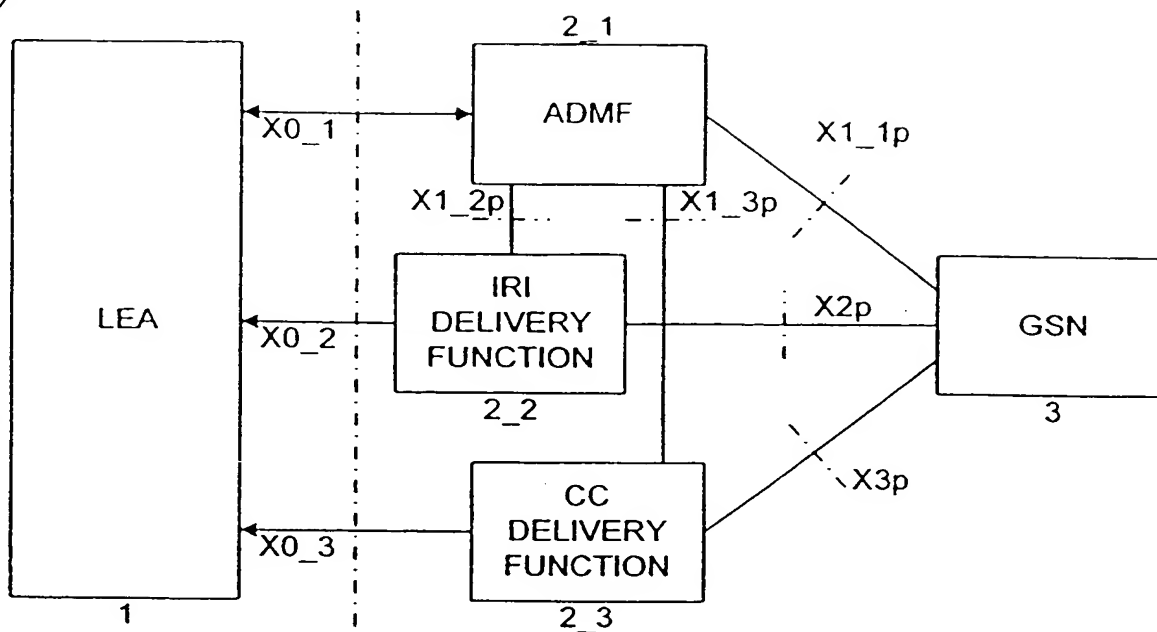 2_1
ADMF
X0_1
X1_1p
X1_2p
X1_3p
LEA
IRI
DELIVERY
FUNCTION
X0_2
X2p
GSN
2_2
3
X3p
CC
DELIVERY
FUNCTION
X0_3
1
2_3